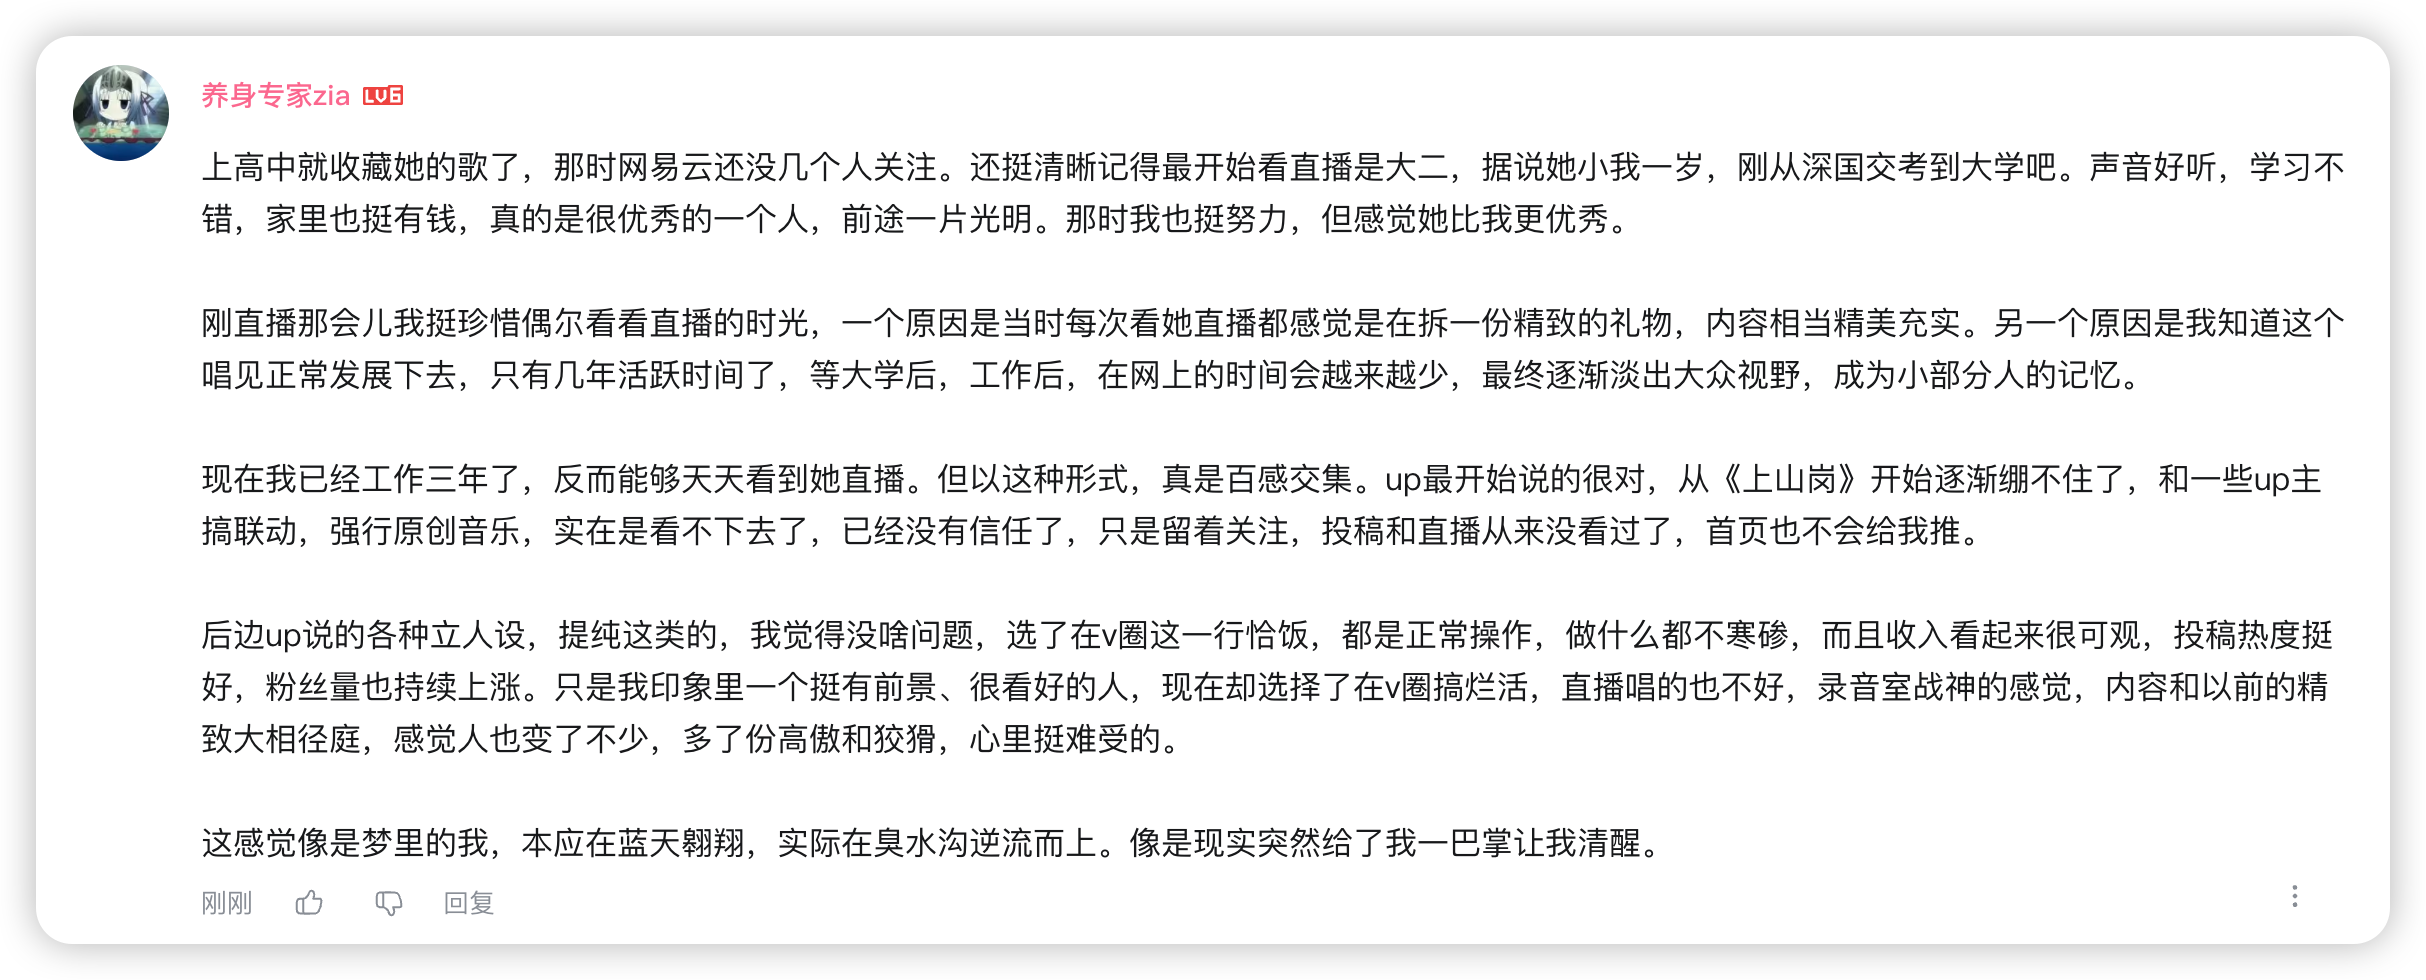 养身专家zia LV6
上高中就收藏她的歌了，那时网易云还没几个人关注。还挺清晰记得最开始看直播是大二，据说她小我一岁，刚从深国交考到大学吧。声音好听，学习不
错，家里也挺有钱，真的是很优秀的一个人，前途一片光明。那时我也挺努力，但感觉她比我更优秀。
刚直播那会儿我挺珍惜偶尔看看直播的时光，一个原因是当时每次看她直播都感觉是在拆一份精致的礼物，内容相当精美充实。另一个原因是我知道这个
唱见正常发展下去，只有几年活跃时间了，等大学后，工作后，在网上的时间会越来越少，最终逐渐淡出大众视野，成为小部分人的记忆。
现在我已经工作三年了，反而能够天天看到她直播。但以这种形式，真是百感交集。up最开始说的很对，从《上山岗》开始逐渐绷不住了，和一些up主
搞联动，强行原创音乐，实在是看不下去了，已经没有信任了，只是留着关注，投稿和直播从来没看过了，首页也不会给我推。
后边up说的各种立人设，提纯这类的，我觉得没啥问题，选了在v圈这一行恰饭，都是正常操作，做什么都不寒碜，而且收入看起来很可观，投稿热度挺
好，粉丝量也持续上涨。只是我印象里一个挺有前景、很看好的人，现在却选择了在v圈搞烂活，直播唱的也不好，录音室战神的感觉，内容和以前的精
致大相径庭，感觉人也变了不少，多了份高傲和狡猾，心里挺难受的。
这感觉像是梦里的我，本应在蓝天翱翔，实际在臭水沟逆流而上。像是现实突然给了我一巴掌让我清醒。
刚刚 回复